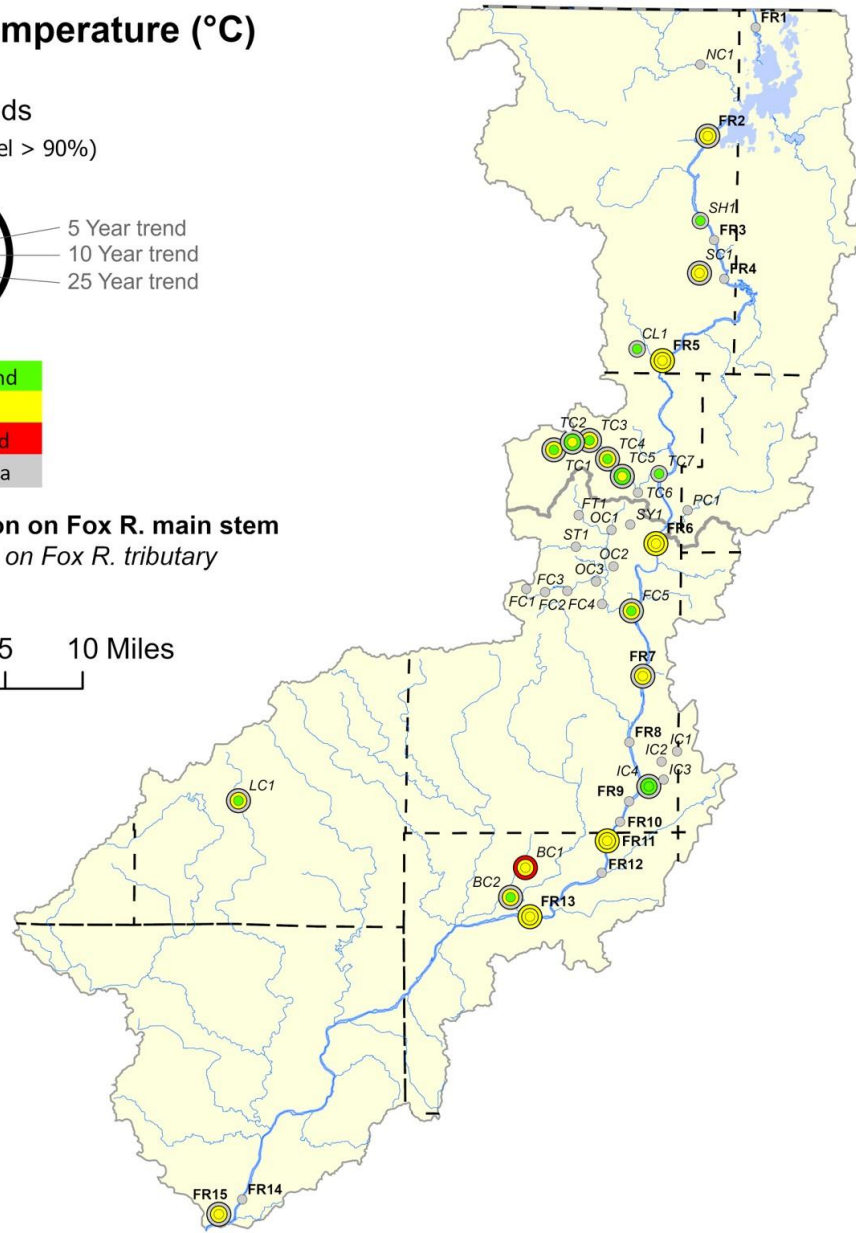 mperature (°C)
ds
el > 90%)
5 Year trend
10 Year trend
25 Year trend
nd
d
a
on on Fox R. main stem
on Fox R. tributary
5 10 Miles
FR1
NC1
FR2
SH1
FR3
SC1
FR4
CL1
FR5
TC2
TC3
TC4
TC1
TC5
TC7
TC6
FT1
PC1
OC1
SY1
ST1
FR6
OC2
OC3
FC3
FC1
FC2
FC4
FC5
FR7
FR8
IC1
IC2
IC4
IC3
LC1
FR9
FR10
FR11
BC1
FR12
BC2
FR13
FR15
FR14